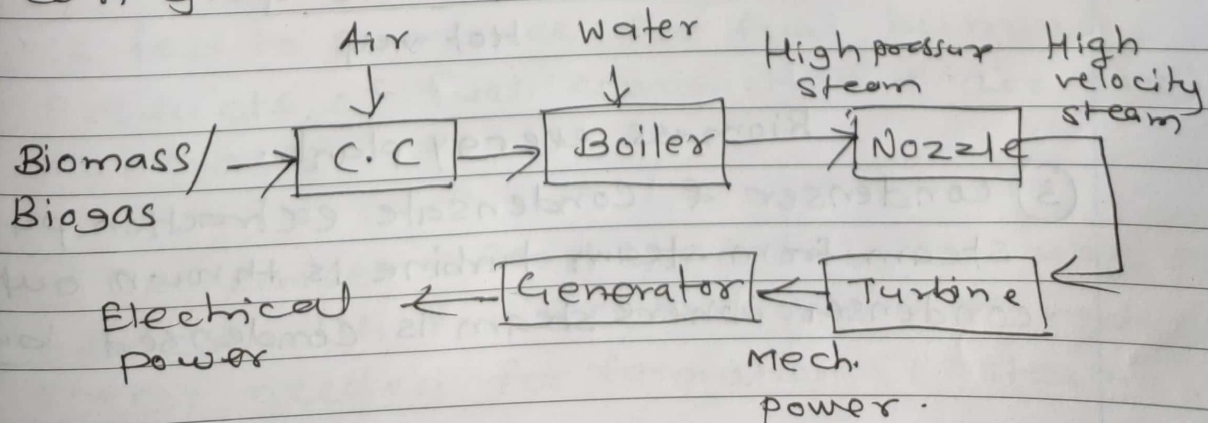 Air
water
High pressure
steam
High
velocity
steam
Biomass/
Biogas
C.C
Boiler
Nozzle
Electrical
power
Generator
Turbine
Mech.
power.